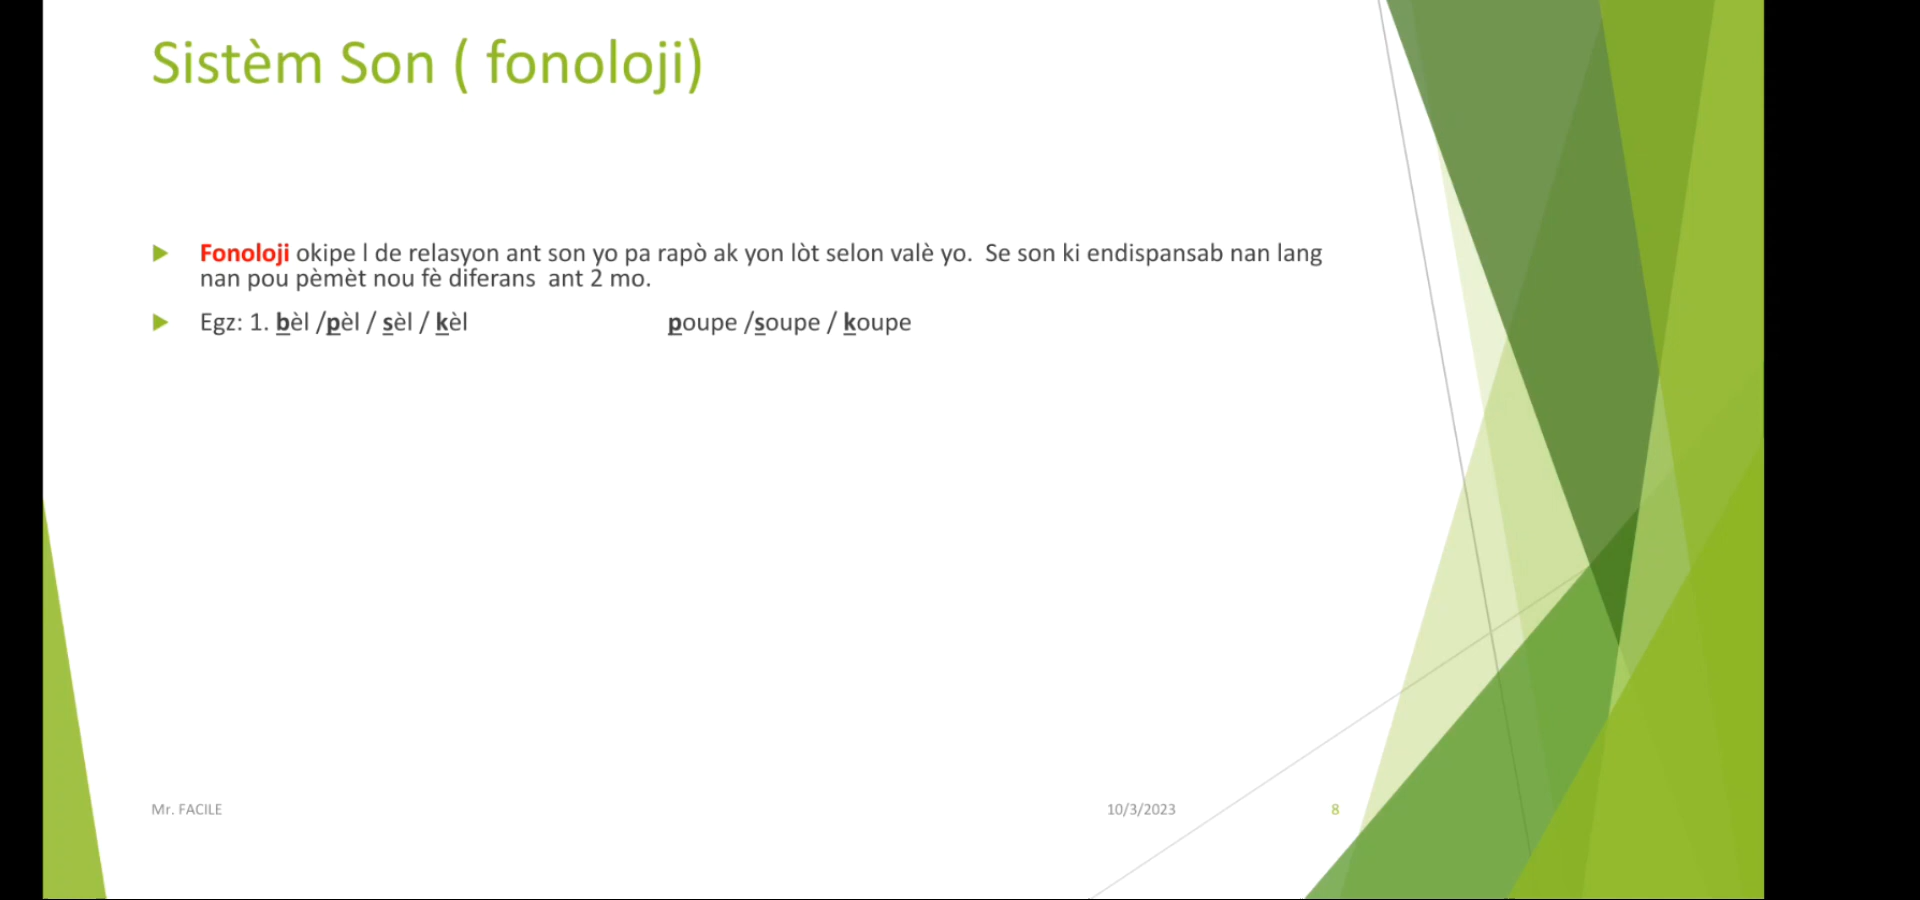 Sistèm Son ( fonoloji)
Fonoloji okipe l de relasyon ant son yo pa rapò ak yon lòt selon valè yo.  Se son ki endispansab nan lang
nan pou pèmèt nou fè diferans  ant 2 mo.
Egz: 1. bèl /pèl / sèl / kèl poupe /soupe / koupe
Mr. FACILE 10/3/2023 8